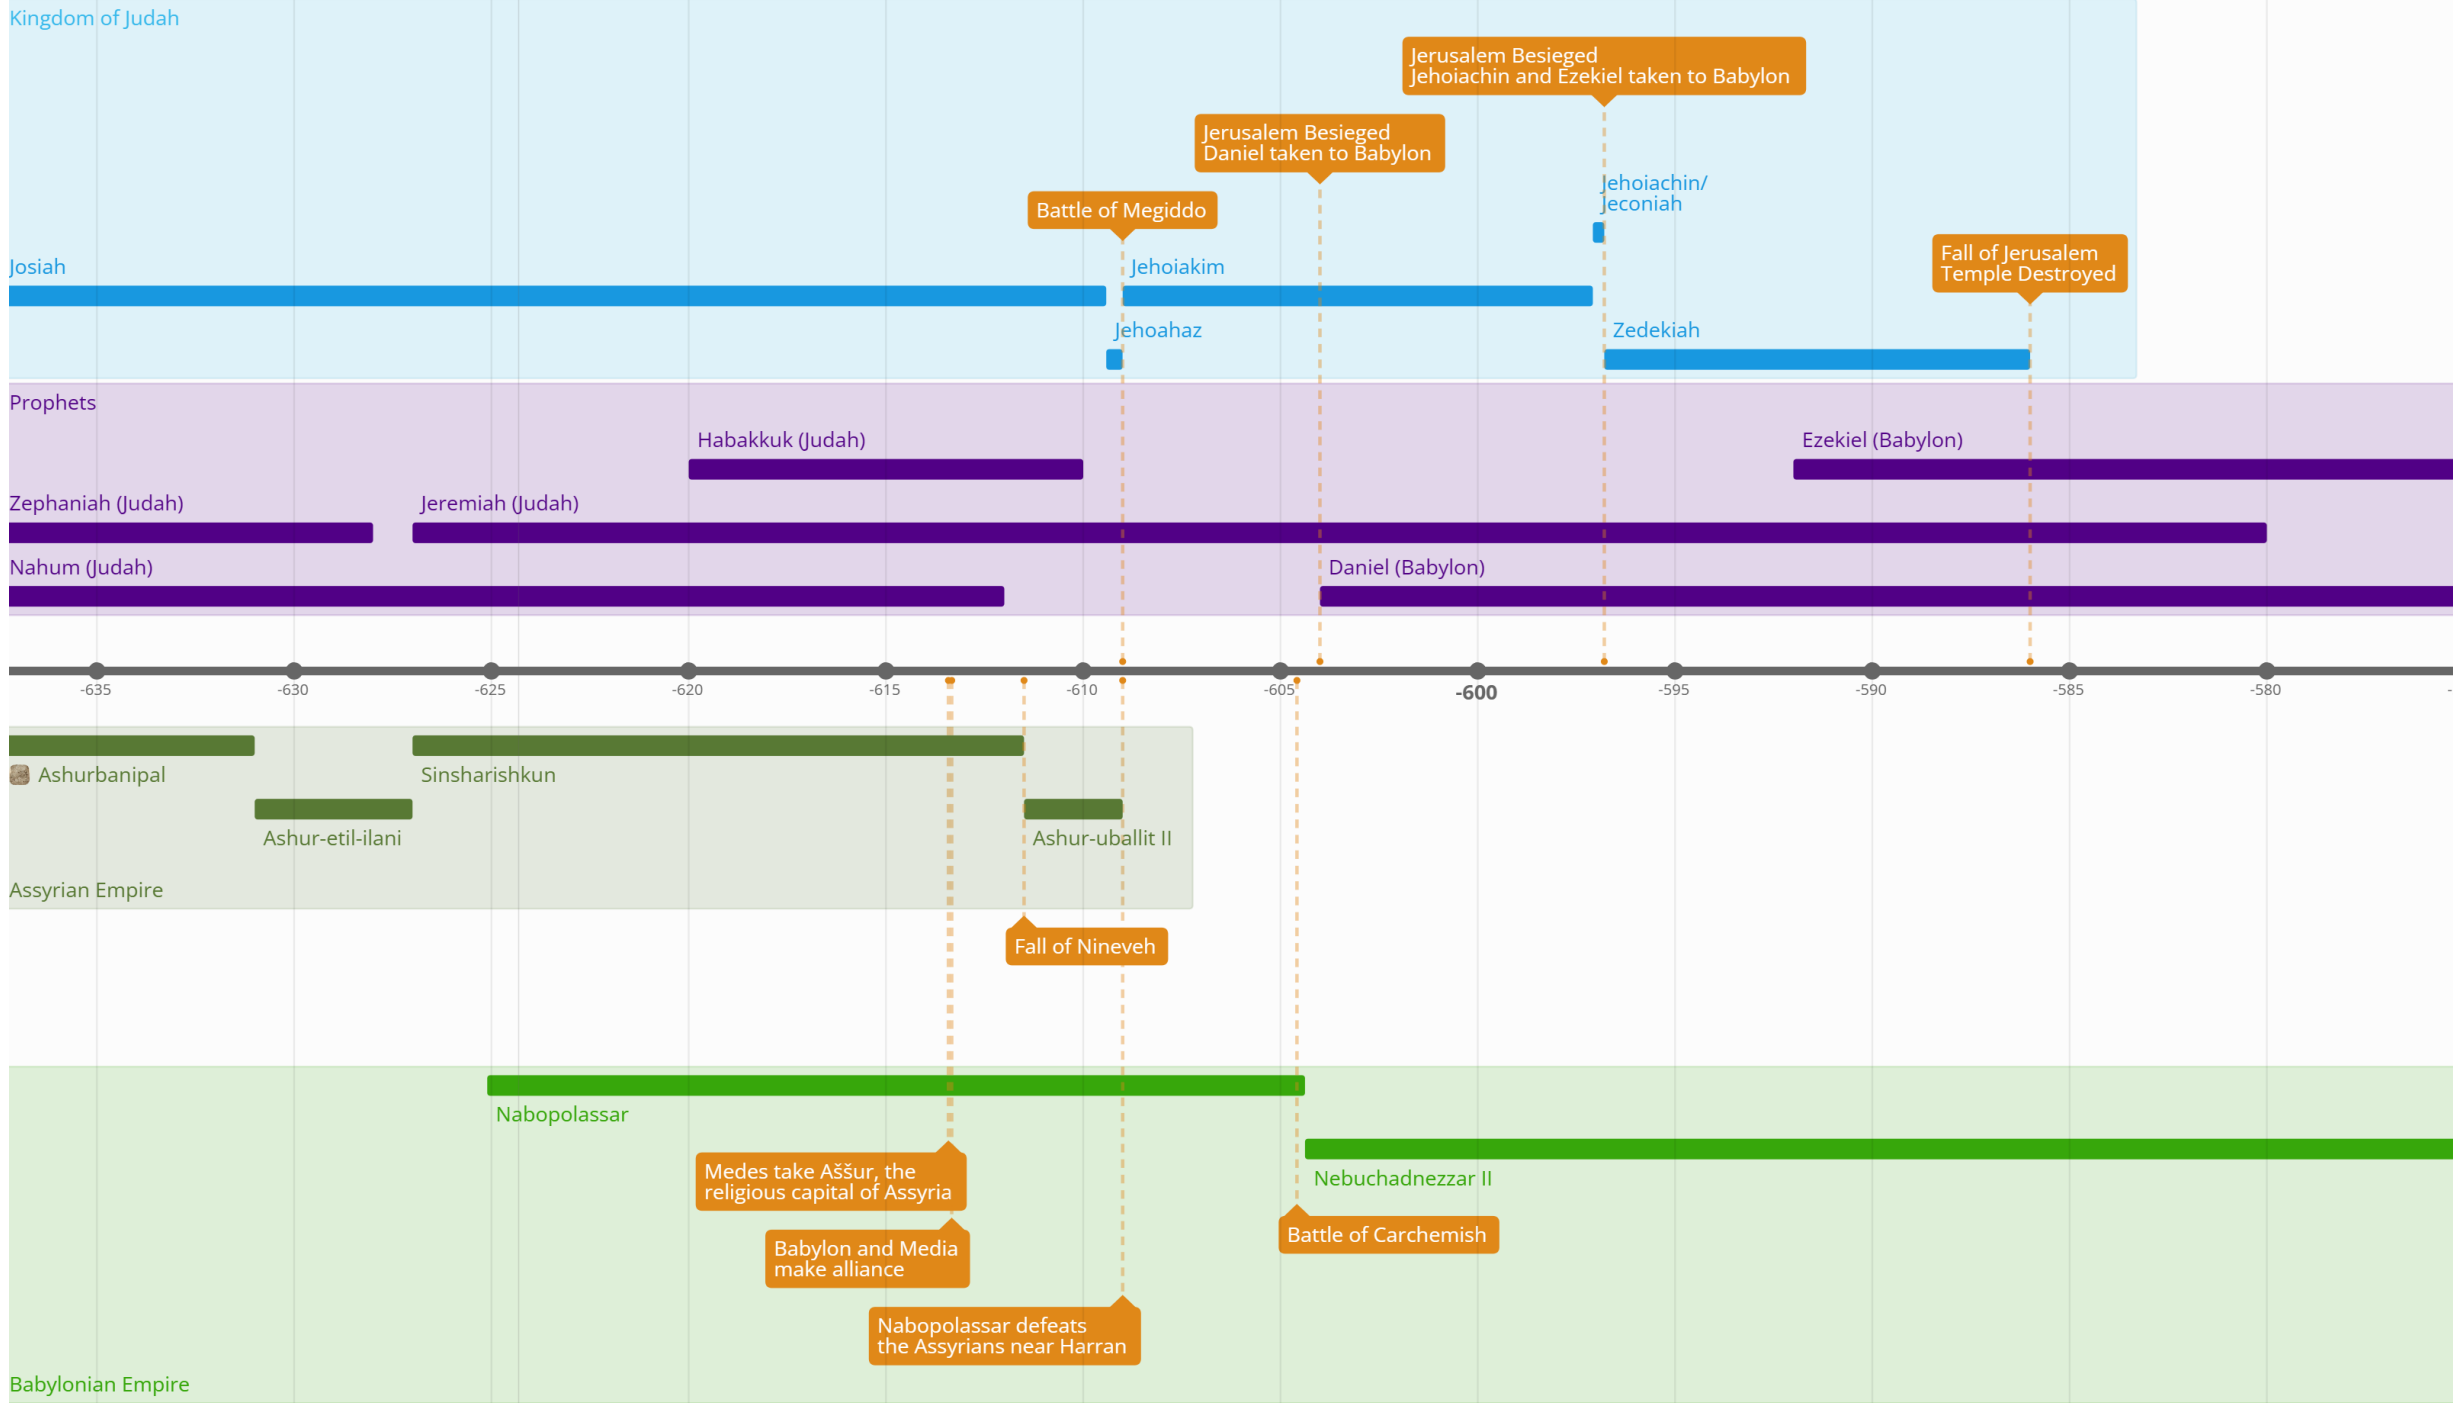 Kingdom of Judah
Jerusalem Besieged
Jehoiachin and Ezekiel taken to Babylon
Jerusalem Besieged
Daniel taken to Babylon
Jehoiachin/
Jeconiah
Battle of Megiddo
Fall of Jerusalem
Temple Destroyed
Josiah
Jehoiakim
Jehoahaz
Zedekiah
Prophets
Habakkuk (Judah)
Ezekiel (Babylon)
Zephaniah (Judah)
Jeremiah (Judah)
Nahum (Judah)
Daniel (Babylon)
-635
-630
-625
-620
-615
-610
-605
-600
-595
-590
-585
-580
Ashurbanipal
Sinsharishkun
Ashur-etil-ilani
Ashur-uballit II
Assyrian Empire
Fall of Nineveh
Nabopolassar
Medes take Aššur, the
religious capital of Assyria
Nebuchadnezzar II
Battle of Carchemish
Babylon and Media
make alliance
Nabopolassar defeats
the Assyrians near Harran
Babylonian Empire